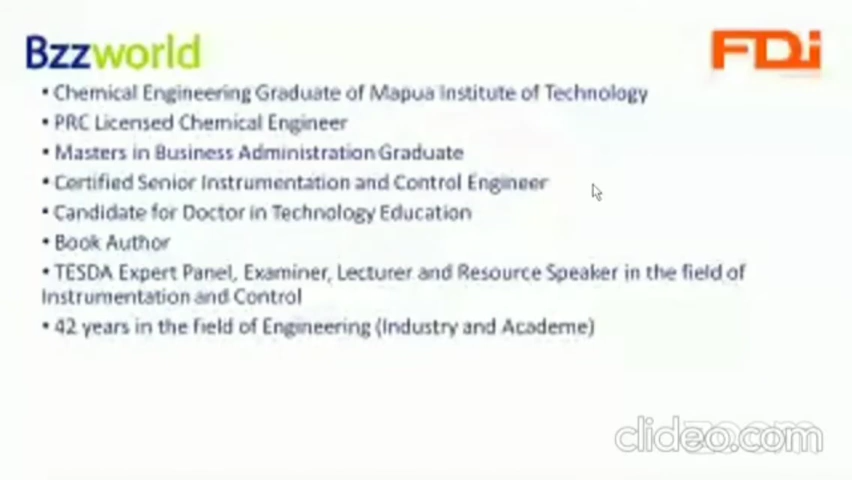 Bzzworld
FDi
• Chemical Engineering Graduate of Mapua Institute of Technology
• PRC Licensed Chemical Engineer
• Masters in Business Administration Graduate
• Certified Senior Instrumentation and Control Engineer
• Candidate for Doctor in Technology Education
• Book Author
• TESDA Expert Panel, Examiner, Lecturer and Resource Speaker in the field of
Instrumentation and Control
• 42 years in the field of Engineering (Industry and Academe)
clideo.com